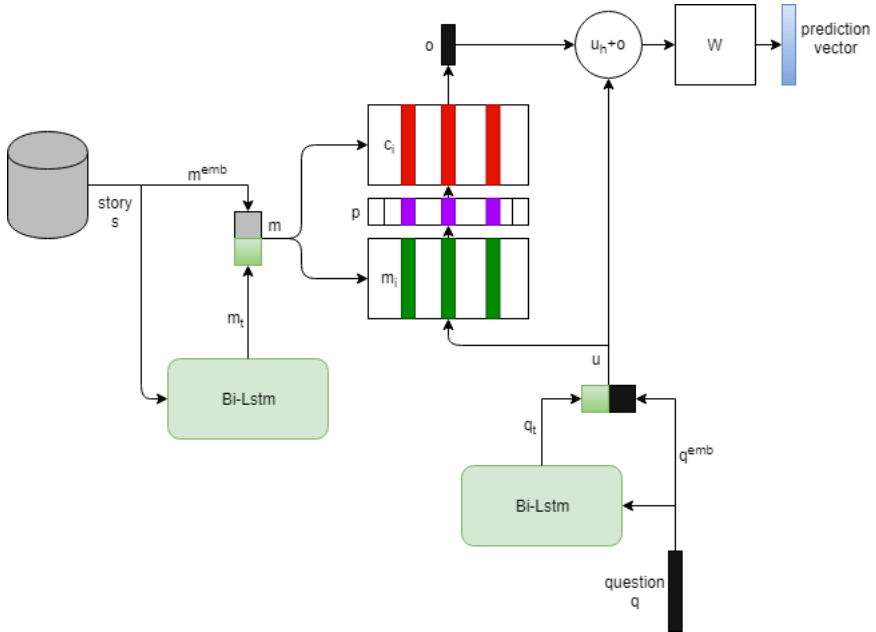 o
u_h+o
W
prediction
vector
c_i
m^emb
story
s
m
p
m_i
m_t
u
Bi-Lstm
q_t
q^emb
Bi-Lstm
question
q